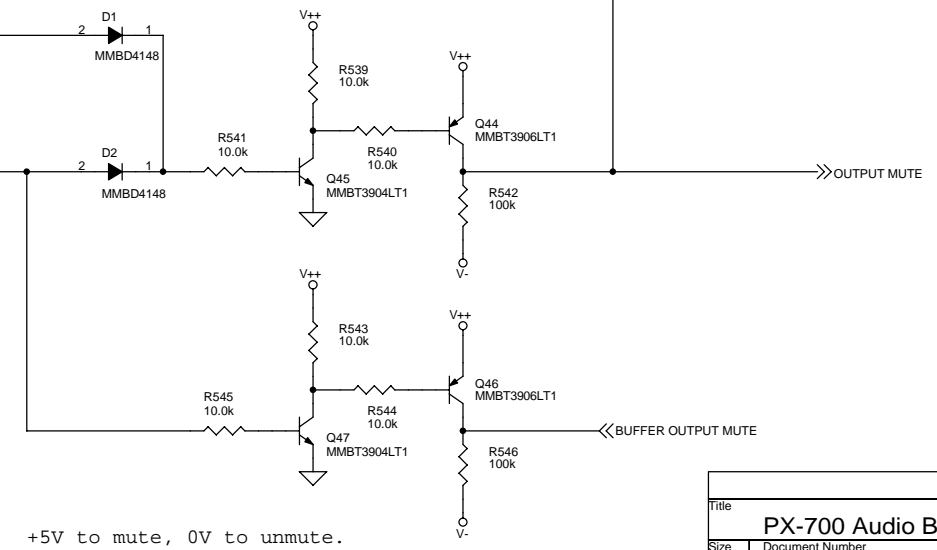 D1
2 1
MMBD4148
V++
R539
10.0k
V++
Q44
MMBT3906LT1
R541
10.0k
R540
10.0k
D2
2 1
MMBD4148
Q45
MMBT3904LT1
OUTPUT MUTE
R542
100k
V-
V++
R543
10.0k
V++
Q46
MMBT3906LT1
R545
10.0k
R544
10.0k
Q47
MMBT3904LT1
BUFFER OUTPUT MUTE
R546
100k
V-
+5V to mute, 0V to unmute.
Title
PX-700 Audio B
Size Document Number